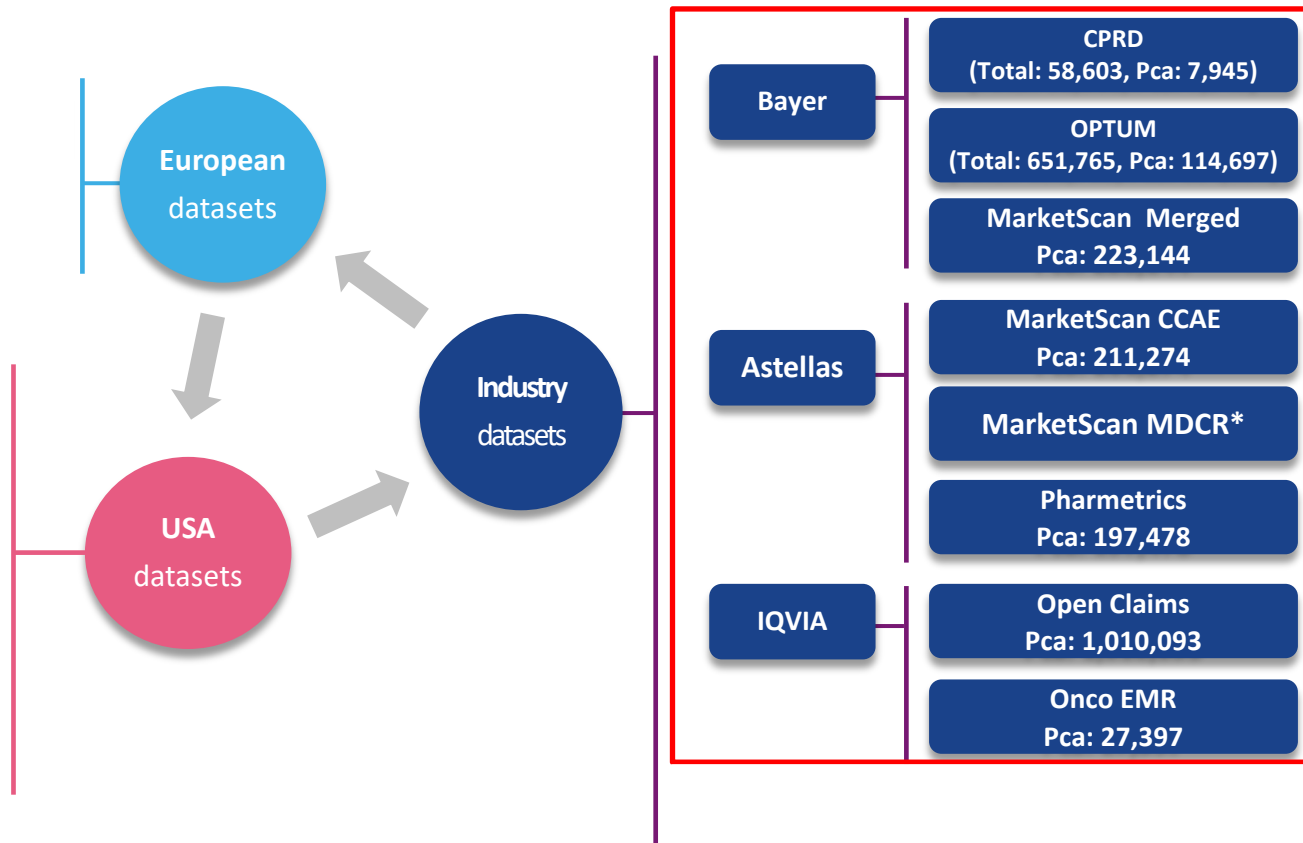 European
datasets
USA
datasets
Industry
datasets
Bayer
CPRD
(Total: 58,603, Pca: 7,945)
OPTUM
(Total: 651,765, Pca: 114,697)
MarketScan Merged
Pca: 223,144
Astellas
MarketScan CCAE
Pca: 211,274
MarketScan MDCR*
Pharmetrics
Pca: 197,478
IQVIA
Open Claims
Pca: 1,010,093
Onco EMR
Pca: 27,397